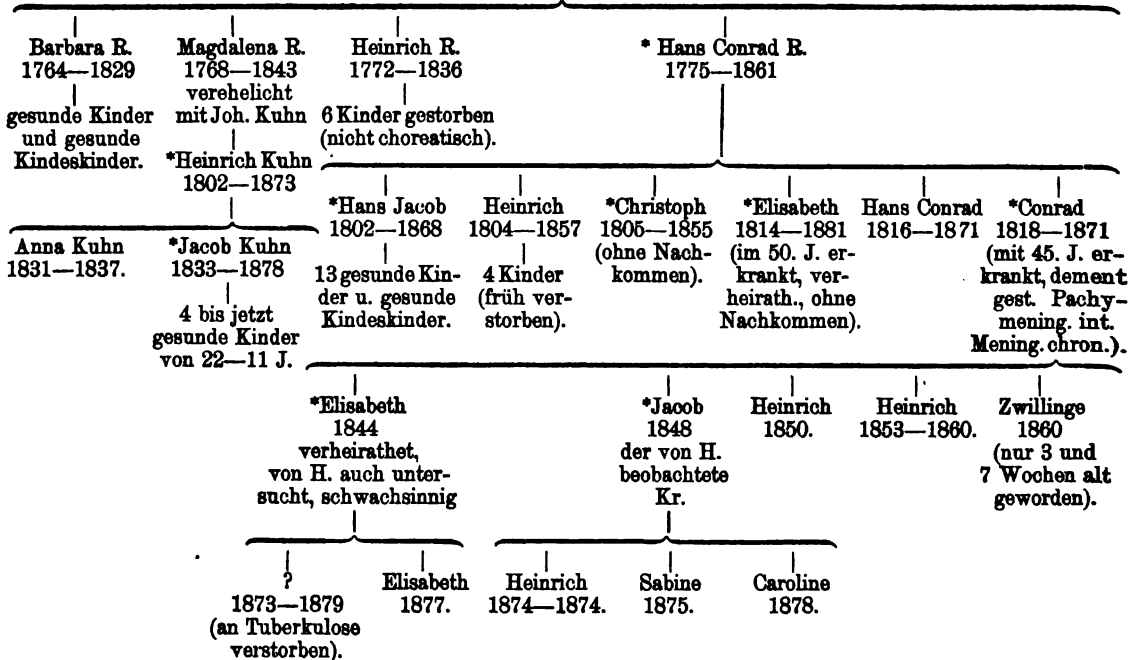 Barbara R.
1764—1829
gesunde Kinder
und gesunde
Kindeskinder.
Magdalena R.
1768—1843
verehelicht
mit Joh. Kuhn
*Heinrich Kuhn
1802—1873
Heinrich R.
1772—1836
6 Kinder gestorben
(nicht choreatisch).
* Hans Conrad R.
1775—1861
Anna Kuhn
1831—1837.
*Jacob Kuhn
1833—1878
4 bis jetzt
gesunde Kinder
von 22—11 J.
*Hans Jacob
1802—1868
13 gesunde Kin-
der u. gesunde
Kindeskinder.
Heinrich
1804—1857
4 Kinder
(früh ver-
storben).
*Christoph
1805—1855
(ohne Nach-
kommen).
*Elisabeth
1814—1881
(im 50. J. er-
krankt, ver-
heirath., ohne
Nachkommen).
Hans Conrad
1816—1871
*Conrad
1818—1871
(mit 45. J. er-
krankt, dement
gest. Pachy-
mening. int.
Mening. chron.).
*Elisabeth
1844
verheirathet,
von H. auch unter-
sucht, schwachsinnig
*Jacob
1848
der von H.
beobachtete
Kr.
Heinrich
1850.
Heinrich
1853—1860.
Zwillinge
1860
(nur 3 und
7 Wochen alt
geworden).
?
1873—1879
(an Tuberkulose
verstorben).
Elisabeth
1877.
Heinrich
1874—1874.
Sabine
1875.
Caroline
1878.